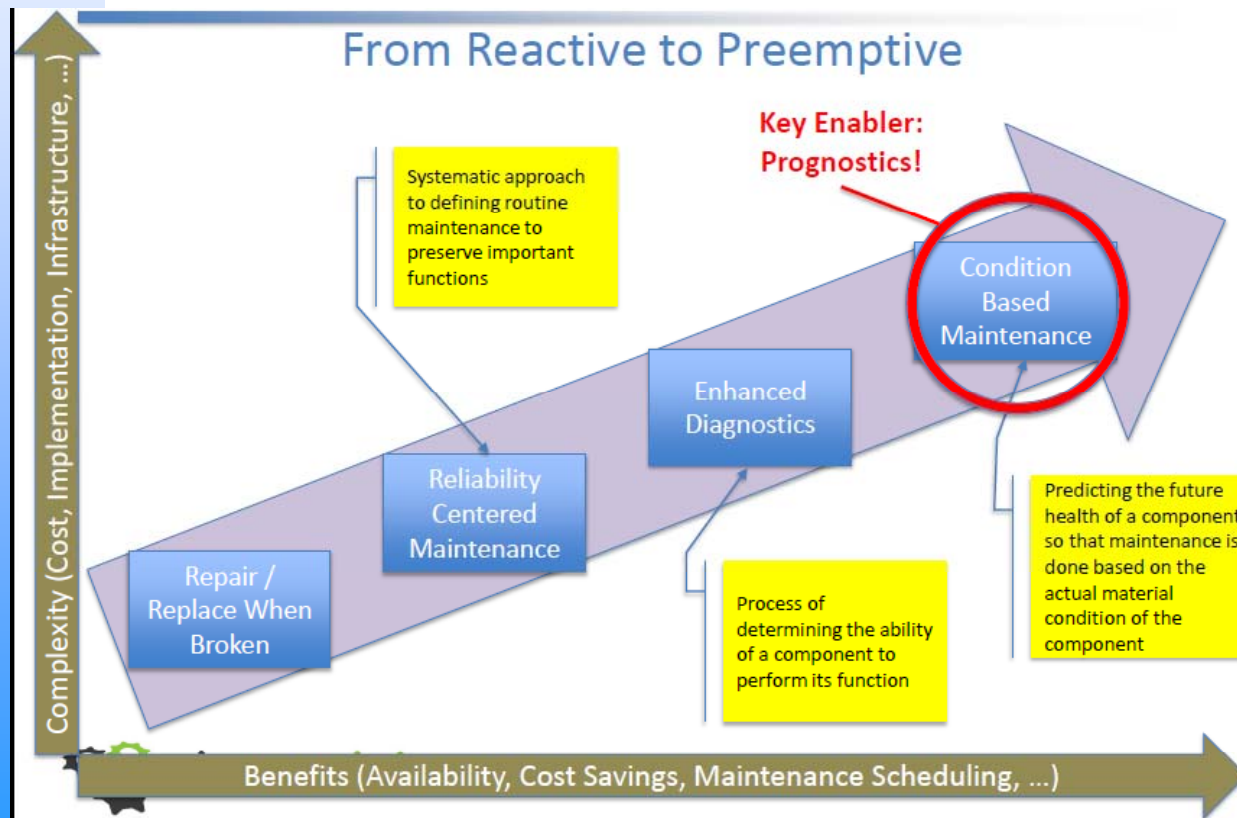 From Reactive to Preemptive
Complexity (Cost, Implementation, Infrastructure, ...)
Key Enabler:
Prognostics!
Systematic approach
to defining routine
maintenance to
preserve important
functions
Condition
Based
Maintenance
Enhanced
Diagnostics
Reliability
Centered
Maintenance
Repair /
Replace When
Broken
Process of
determining the ability
of a component to
perform its function
Predicting the future
health of a component
so that maintenance is
done based on the
actual material
condition of the
component
Benefits (Availability, Cost Savings, Maintenance Scheduling, ...)